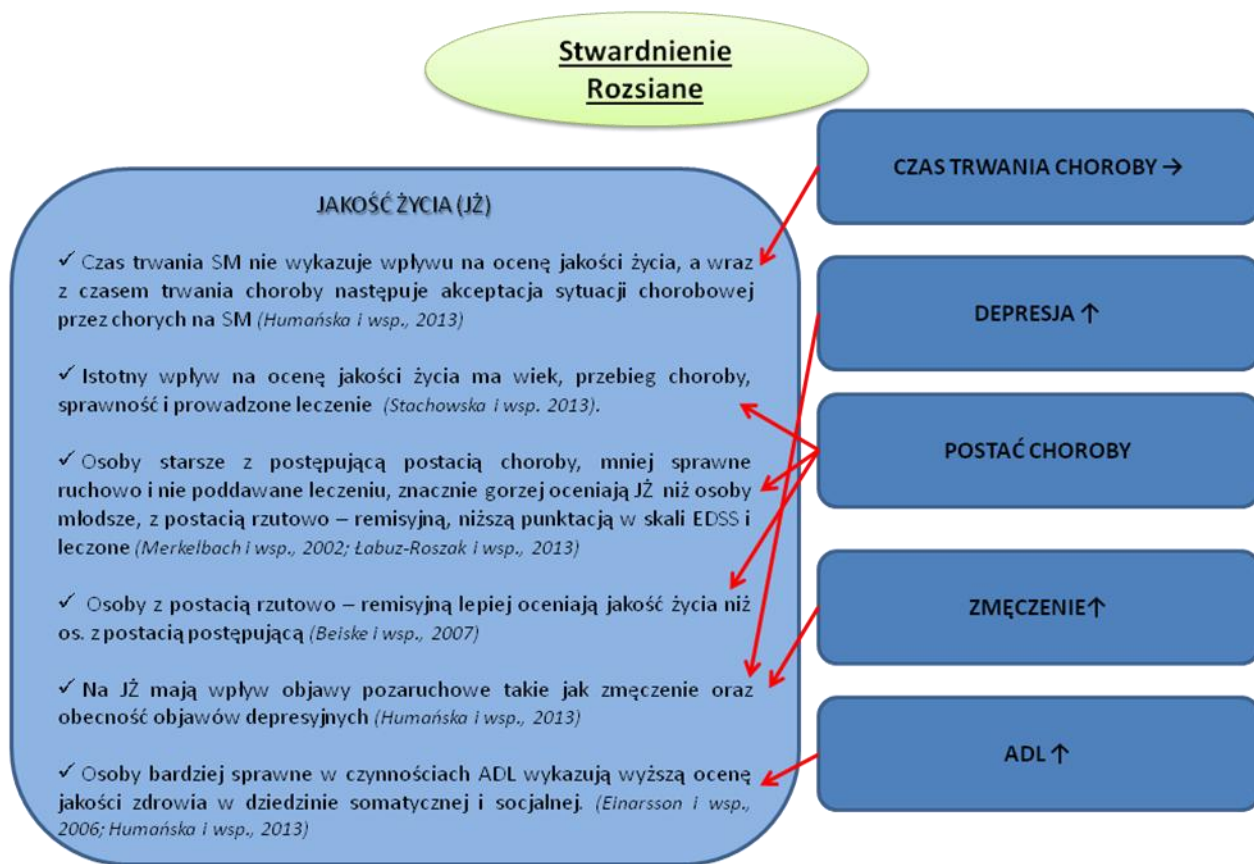 Stwardnienie
Rozsiane
JAKOŚĆ ŻYCIA (JŻ)
✓ Czas trwania SM nie wykazuje wpływu na ocenę jakości życia, a wraz
z czasem trwania choroby następuje akceptacja sytuacji chorobowej
przez chorych na SM (Humańska i wsp., 2013)
✓ Istotny wpływ na ocenę jakości życia ma wiek, przebieg choroby,
sprawność i prowadzone leczenie (Stachowska i wsp. 2013).
✓ Osoby starsze z postępującą postacią choroby, mniej sprawne
ruchowo i nie poddawane leczeniu, znacznie gorzej oceniają JŻ niż osoby
młodsze, z postacią rzutowo – remisyjną, niższą punktacją w skali EDSS i
leczone (Merkelbach i wsp., 2002; Łabuz-Roszak i wsp., 2013)
✓ Osoby z postacią rzutowo – remisyjną lepiej oceniają jakość życia niż
os. z postacią postępującą (Beiske i wsp., 2007)
✓ Na JŻ mają wpływ objawy pozaruchowe takie jak zmęczenie oraz
obecność objawów depresyjnych (Humańska i wsp., 2013)
✓ Osoby bardziej sprawne w czynnościach ADL wykazują wyższą ocenę
jakości zdrowia w dziedzinie somatycznej i socjalnej. (Einarsson i wsp.,
2006; Humańska i wsp., 2013)
CZAS TRWANIA CHOROBY →
DEPRESJA ↑
POSTAĆ CHOROBY
ZMĘCZENIE↑
ADL ↑